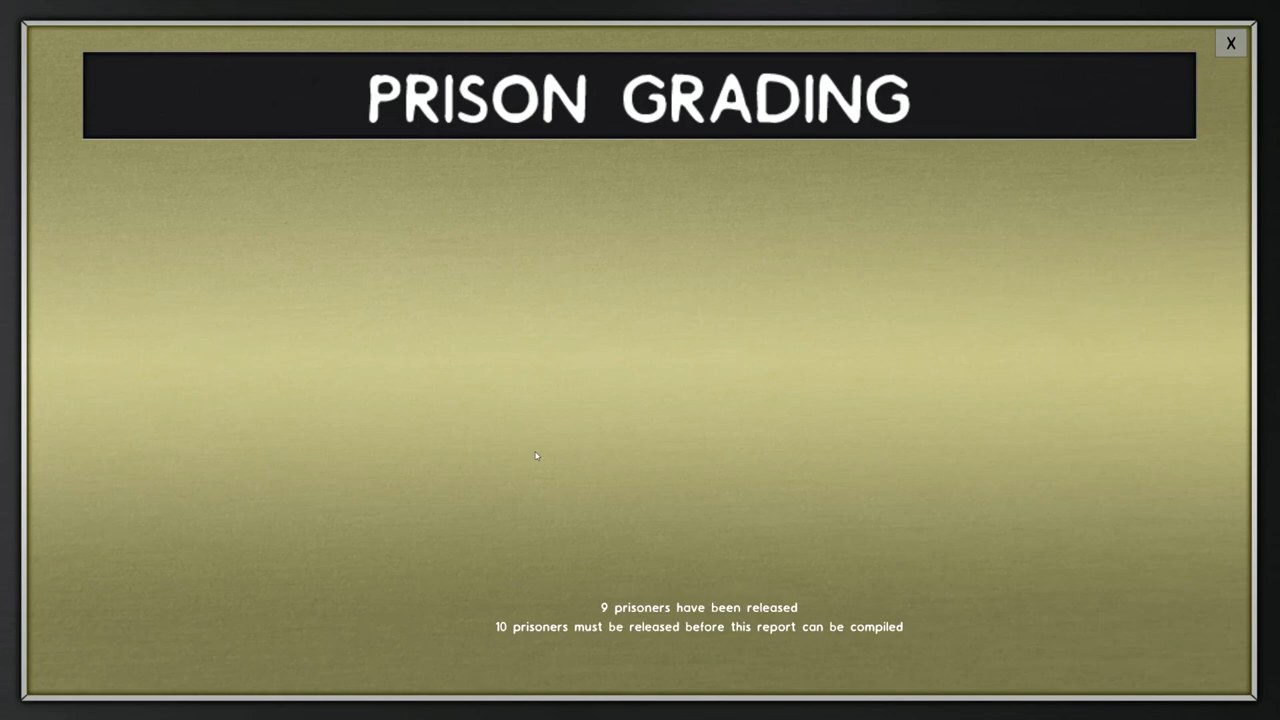 X
PRISON GRADING
9 prisoners have been released
10 prisoners must be released before this report can be compiled